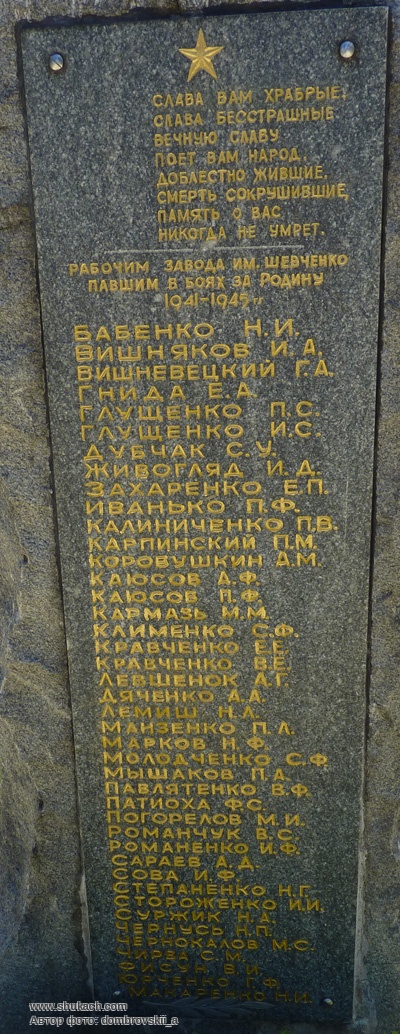 СЛАВА ВАМ ХРАБРЫЕ,
СЛАВА БЕССТРАШНЫЕ
ВЕЧНУЮ СЛАВУ
ПОЕТ ВАМ НАРОД.
ДОБЛЕСТНО ЖИВШИЕ,
СМЕРТЬ СОКРУШИВШИЕ,
ПАМЯТЬ О ВАС
НИКОГДА НЕ УМРЕТ.
РАБОЧИМ ЗАВОДА ИМ. ШЕВЧЕНКО
ПАВШИМ В БОЯХ ЗА РОДИНУ
1941-1945 гг
БАБЕНКО Н.И.
ВИШНЯКОВ И.А.
ВИШНЕВЕЦКИЙ Г.А.
ГНИДА Е.А.
ГЛУЩЕНКО П.С.
ГЛУЩЕНКО И.С.
ДУБЧАК С.У.
ЖИВОГЛЯД И.Д.
ЗАХАРЕНКО Е.П.
ИВАНЬКО П.Ф.
КАЛИНИЧЕНКО П.В.
КАРПИНСКИЙ П.М.
КОРОВУШКИН Д.М.
КАЮСОВ А.Ф.
КАЮСОВ П.Ф.
КАРМАЗЬ М.М.
КЛИМЕНКО С.Ф.
КРАВЧЕНКО Е.Е.
КРАВЧЕНКО В.Е.
ЛЕВШЕНОК А.Г.
ДЯЧЕНКО А.А.
ЛЕМИШ Н.А.
МАНЗЕНКО П.Л.
МАРКОВ Н.Ф.
МОЛОДЧЕНКО С.Ф.
МЫШАКОВ П.А.
ПАВЛЯТЕНКО В.Ф.
ПАТИОХА Ф.С.
ПОГОРЕЛОВ М.И.
РОМАНЧУК В.С.
РОМАНЕНКО И.Ф.
САРАЕВ А.Д.
СОВА И.Ф.
СТЕПАНЕНКО Н.Г.
СТОРОЖЕНКО И.И.
СУРЖИК Н.А.
ЧЕРНУСЬ Н.П.
ЧЕРНОКАЛОВ М.С.
ЧИРВА С.М.
ФИСУН В.И.
Г.Ф.
МАКАРЕНКО Н.И.
www.shukach.com
Автор фото: dombrovskii_a